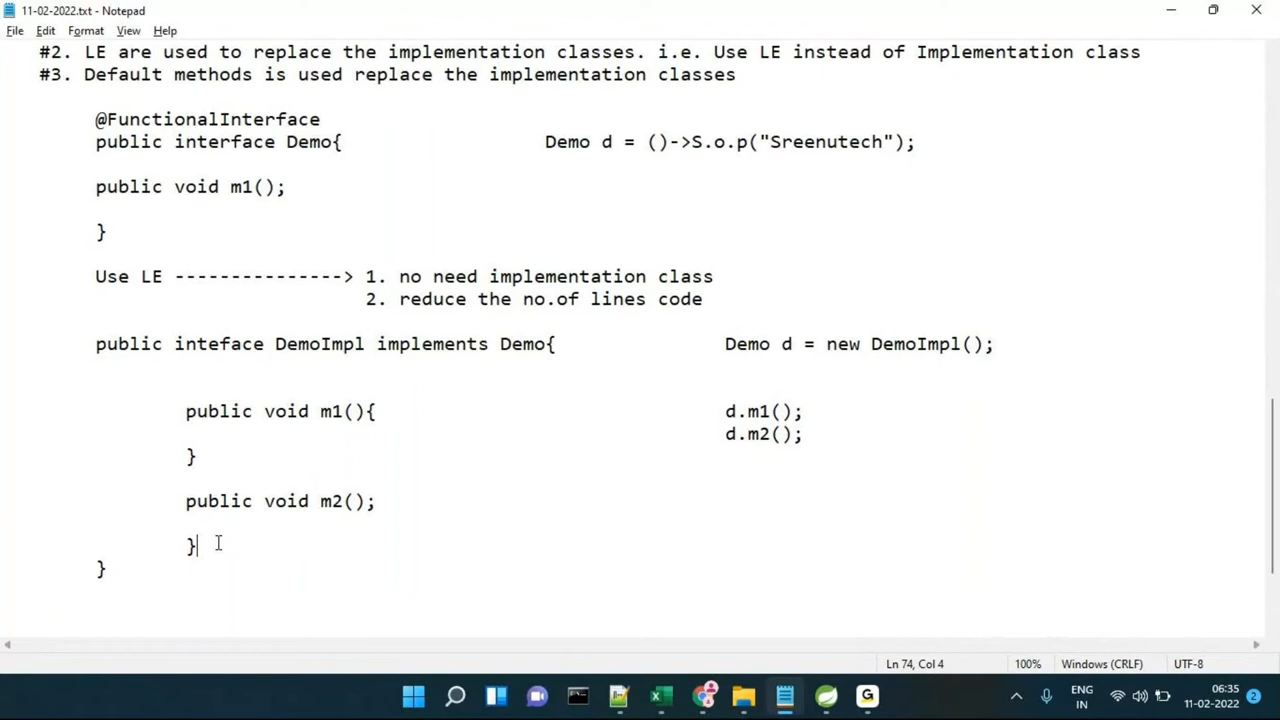 11-02-2022.txt - Notepad
File Edit Format View Help
#2. LE are used to replace the implementation classes. i.e. Use LE instead of Implementation class
#3. Default methods is used replace the implementation classes
@FunctionalInterface
public interface Demo{ Demo d = ()->S.o.p("Sreenutech");
public void m1();
}
Use LE ---------------> 1. no need implementation class
2. reduce the no.of lines code
public inteface DemoImpl implements Demo{ Demo d = new DemoImpl();
public void m1(){ d.m1();
d.m2();
}
public void m2();
}
}
Ln 74, Col 4 100% Windows (CRLF) UTF-8
ENG 06:35
IN 11-02-2022 2